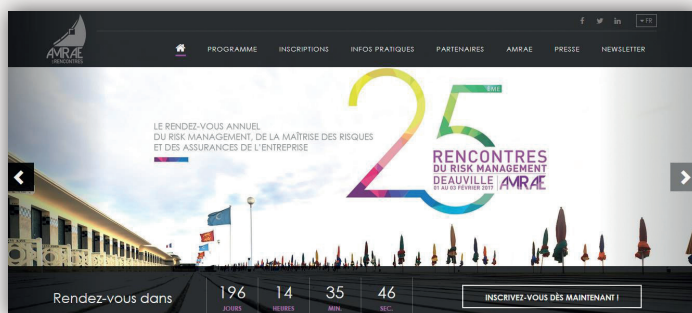 FR
AMRAE
LES RENCONTRES
PROGRAMME INSCRIPTIONS INFOS PRATIQUES PARTENAIRES AMRAE PRESSE NEWSLETTER
LE RENDEZ-VOUS ANNUEL
DU RISK MANAGEMENT, DE LA MAÎTRISE DES RISQUES
ET DES ASSURANCES DE L'ENTREPRISE
25
ÈME
RENCONTRES
DU RISK MANAGEMENT
DEAUVILLE AMRAE
01 AU 03 FÉVRIER 2017
Rendez-vous dans
196 14 35 46
JOURS HEURES MIN. SEC.
INSCRIVEZ-VOUS DÈS MAINTENANT !